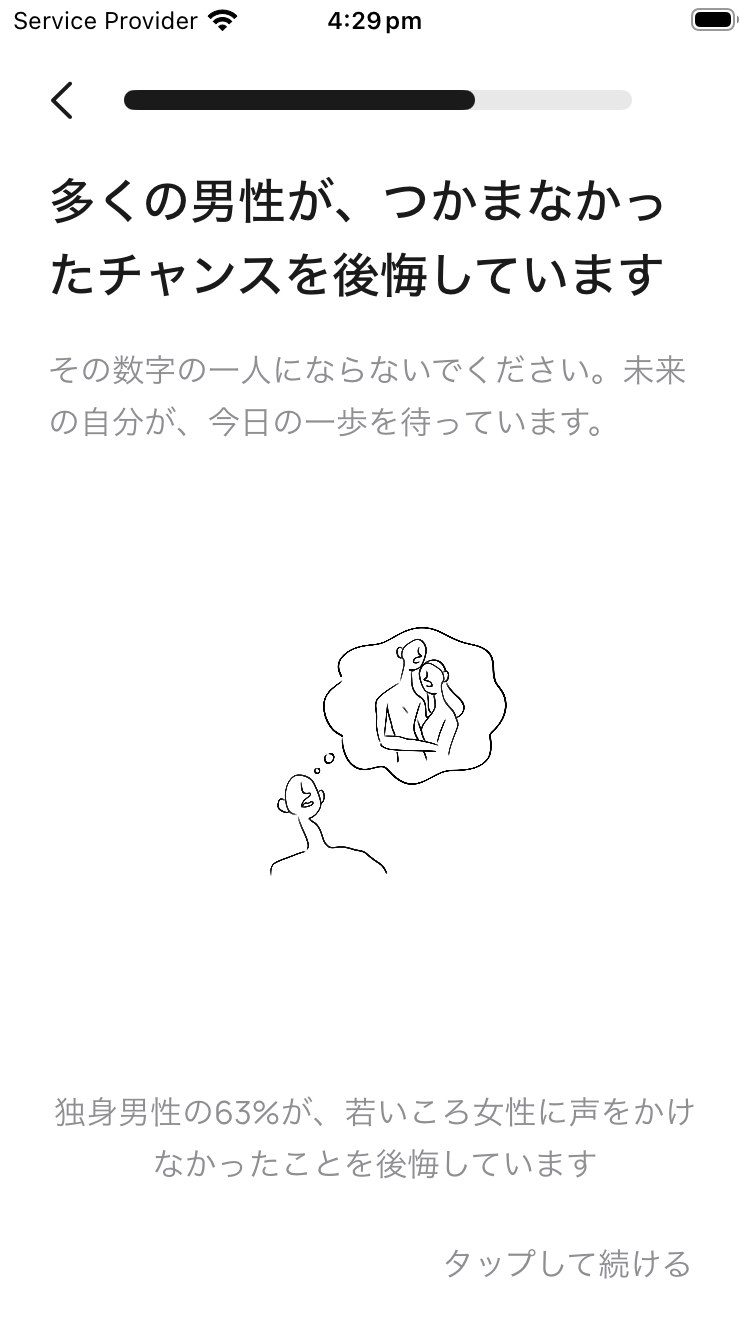 Service Provider 4:29 pm
多くの男性が、つかまなかっ
たチャンスを後悔しています
その数字の一人にならないでください。未来
の自分が、今日の一歩を待っています。
独身男性の63%が、若いころ女性に声をかけ
なかったことを後悔しています
タップして続ける